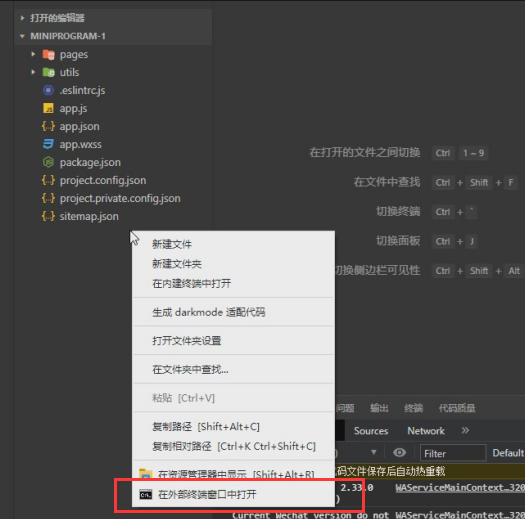 打开的编辑器
MINIPROGRAM-1
pages
utils
.eslintrc.js
app.js
app.json
app.wxss
package.json
project.config.json
project.private.config.json
sitemap.json
在打开的文件之间切换 Ctrl 1 ~ 9
在文件中查找 Ctrl + Shift + F
切换终端 Ctrl + `
切换面板 Ctrl + J
切换侧边栏可见性 Ctrl + Shift + Alt
新建文件
新建文件夹
在内建终端中打开
生成 darkmode 适配代码
打开文件夹设置
在文件夹中查找...
粘贴 [Ctrl+V]
复制路径 [Shift+Alt+C]
复制相对路径 [Ctrl+K Ctrl+Shift+C]
在资源管理器中显示 [Shift+Alt+R]
在外部终端窗口中打开
问题 输出 终端 代码质量
Sources Network »
Filter Default
码文件保存后自动热重载
2.33.0 WAServiceMainContext…320
)
WAServiceMainContext…320
Current Wechat version do not